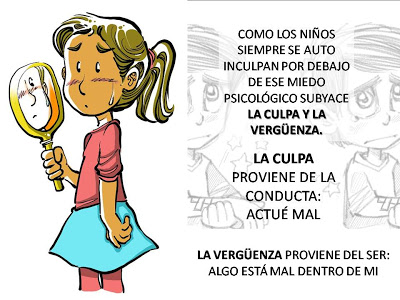 COMO LOS NIÑOS
SIEMPRE SE AUTO
INCULPAN POR DEBAJO
DE ESE MIEDO
PSICOLÓGICO SUBYACE
LA CULPA Y LA
VERGÜENZA.
LA CULPA
PROVIENE DE LA
CONDUCTA:
ACTUÉ MAL
LA VERGÜENZA PROVIENE DEL SER:
ALGO ESTÁ MAL DENTRO DE MI